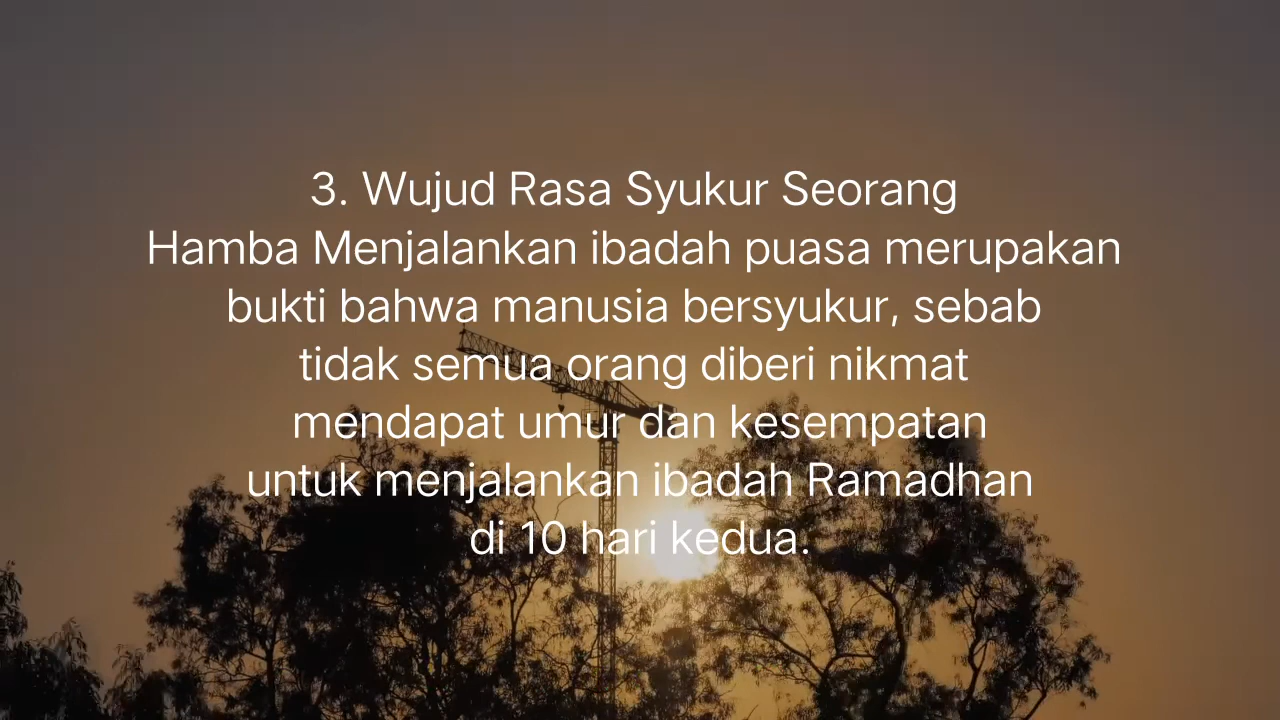 3. Wujud Rasa Syukur Seorang
Hamba Menjalankan ibadah puasa merupakan
bukti bahwa manusia bersyukur, sebab
tidak semua orang diberi nikmat
mendapat umur dan kesempatan
untuk menjalankan ibadah Ramadhan
di 10 hari kedua.